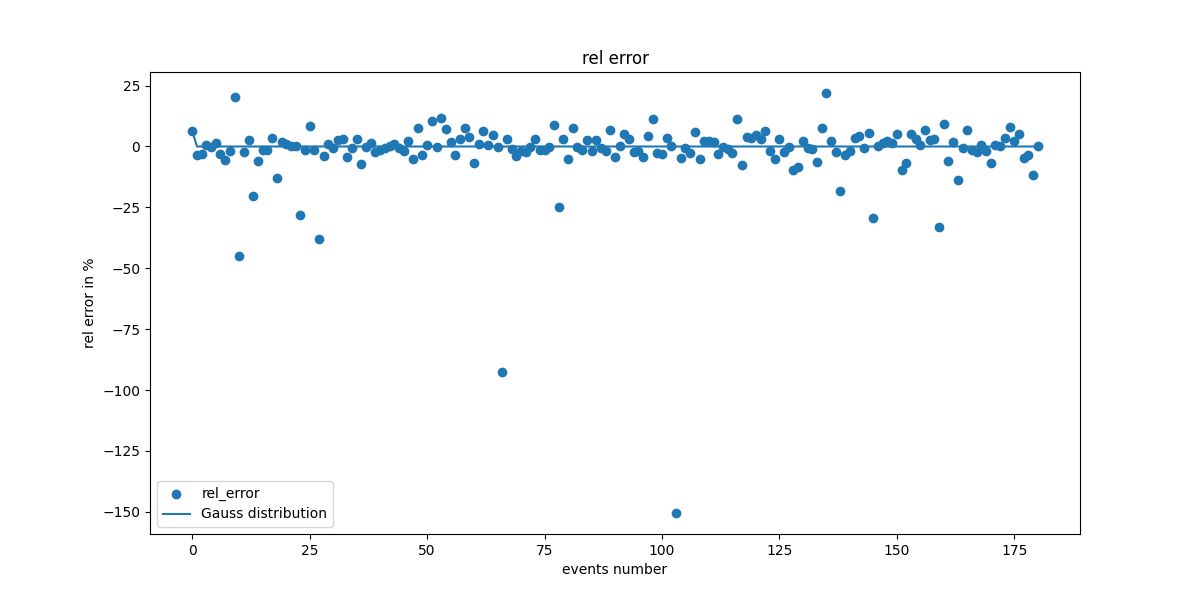 rel error
25
0
−25
−50
−75
−100
−125
−150
rel error in %
rel_error
Gauss distribution
0 25 50 75 100 125 150 175
events number